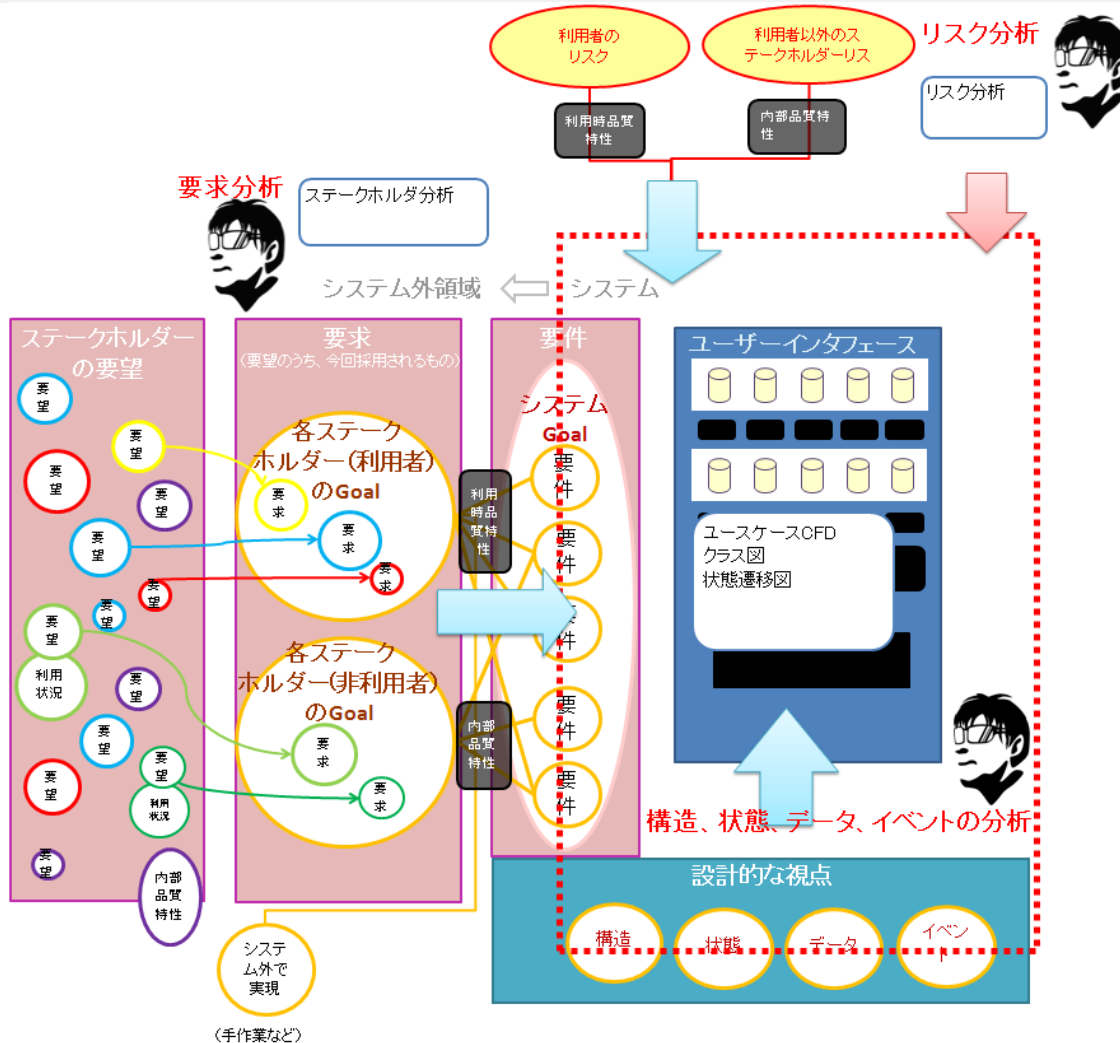 利用者の
リスク
利用者以外のス
テークホルダーリス
リスク分析
リスク分析
利用時品質
特性
内部品質特
性
要求分析
ステークホルダ分析
システム外領域
システム
ステークホルダー
の要望
要
望
要
望
要
望
要
望
要
望
要
望
要
望
要
望
利用
状況
要
望
要
望
要
望
要
望
利用
状況
要
望
内部
品質
特性
要求
(要望のうち、今回採用されるもの)
各ステーク
ホルダー(利用者)
のGoal
要
求
要
求
要
求
各ステーク
ホルダー(非利用者)
のGoal
要
求
要
求
利用
時品
質特
性
内部
品質
特性
システ
ム外で
実現
(手作業など)
要件
システム
Goal
要
件
要
件
要
件
要
件
要
件
ユーザーインタフェース
ユースケースCFD
クラス図
状態遷移図
構造、状態、データ、イベントの分析
設計的な視点
構造
状態
データ
イベン
ト